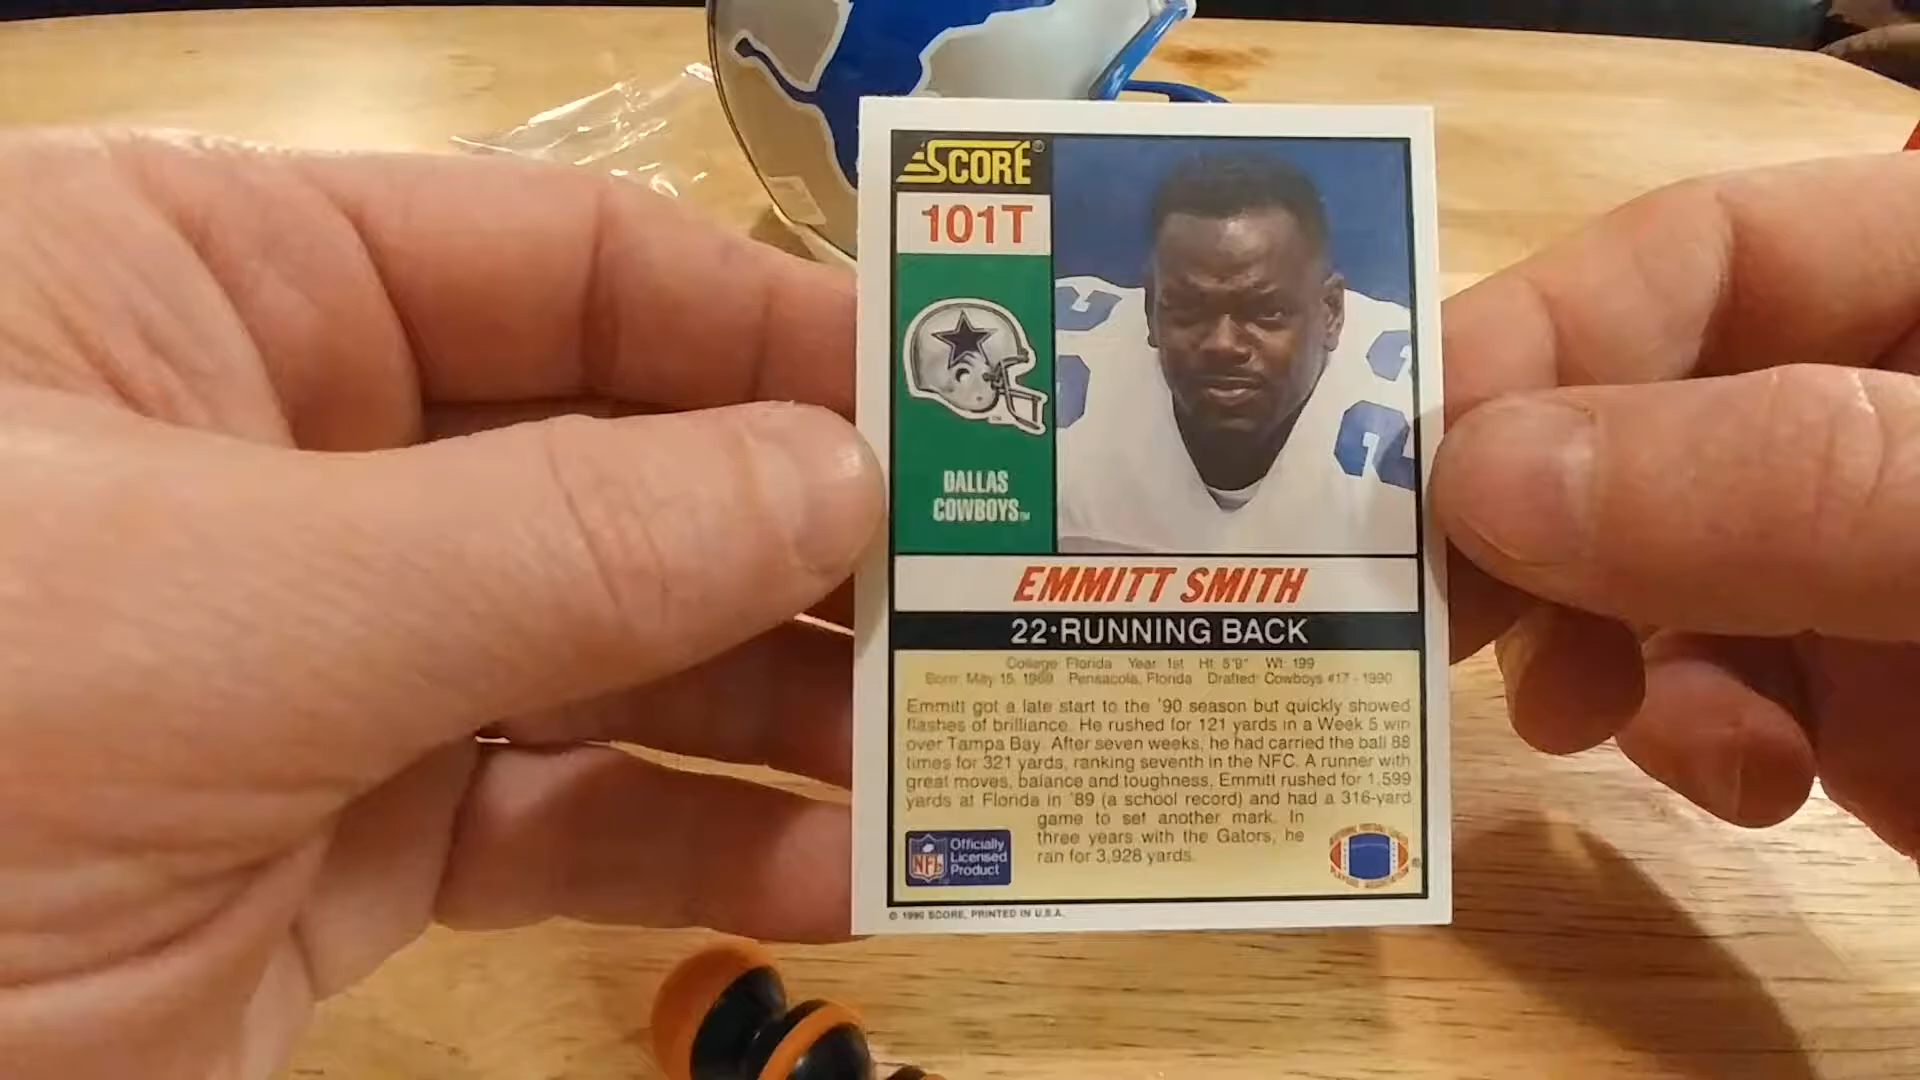 SCORE®
101T
DALLAS
COWBOYS™
EMMITT SMITH
22·RUNNING BACK
College: Florida Year: 1st Ht: 5'9" Wt: 199
Born: May 15, 1969 Pensacola, Florida Drafted: Cowboys #17 - 1990
Emmitt got a late start to the '90 season but quickly showed
flashes of brilliance. He rushed for 121 yards in a Week 5 win
over Tampa Bay. After seven weeks, he had carried the ball 88
times for 321 yards, ranking seventh in the NFC. A runner with
great moves, balance and toughness, Emmitt rushed for 1,599
yards at Florida in '89 (a school record) and had a 316-yard
game to set another mark. In
three years with the Gators, he
ran for 3,928 yards.
NFL
Officially
Licensed
Product
© 1990 SCORE, PRINTED IN U.S.A.